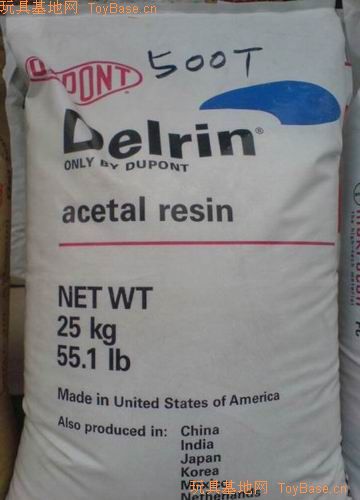 玩具基地网 ToyBase.cn
DUPONT 500T
Delrin®
ONLY BY DUPONT
acetal resin
NET WT
25 kg
55.1 lb
Made in United States of America
Also produced in: China
India
Japan
Korea
Netherlands
玩具基地网 ToyBase.cn